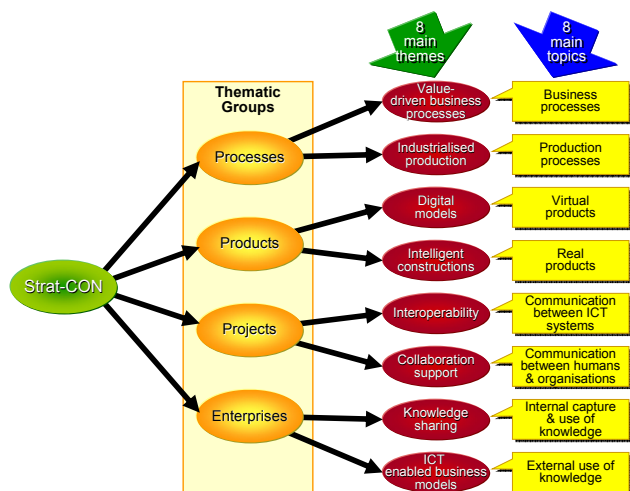 8
main
themes
8
main
topics
Thematic
Groups
Value-
driven business
processes
Business
processes
Processes
Industrialised
production
Production
processes
Digital
models
Virtual
products
Products
Intelligent
constructions
Real
products
Strat-CON
Interoperability
Communication
between ICT
systems
Projects
Collaboration
support
Communication
between humans
& organisations
Enterprises
Knowledge
sharing
Internal capture
& use of
knowledge
ICT
enabled business
models
External use of
knowledge